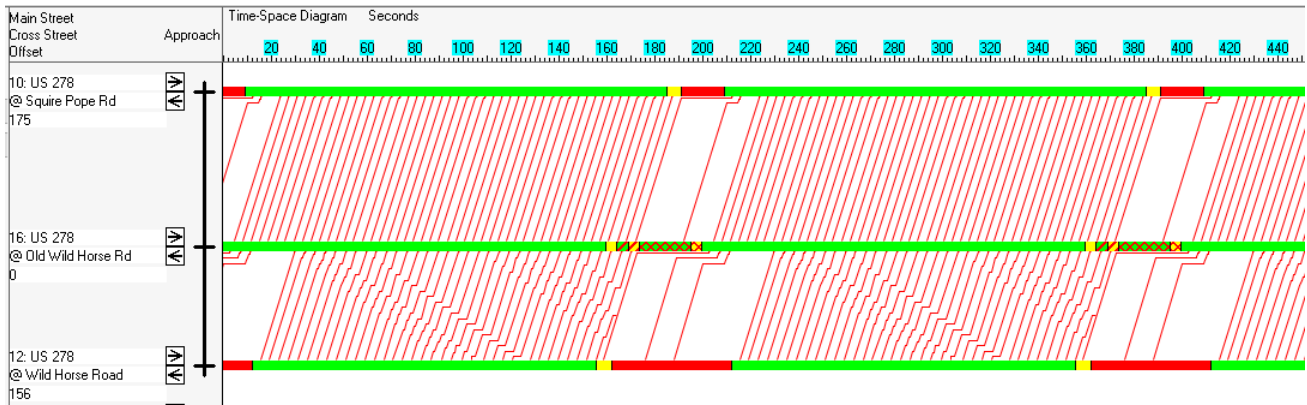 Main Street Time-Space Diagram Seconds
Cross Street Approach
Offset 20 40 60 80 100 120 140 160 180 200 220 240 260 280 300 320 340 360 380 400 420 440
10: US 278
@ Squire Pope Rd
175
16: US 278
@ Old Wild Horse Rd
0
12: US 278
@ Wild Horse Road
156